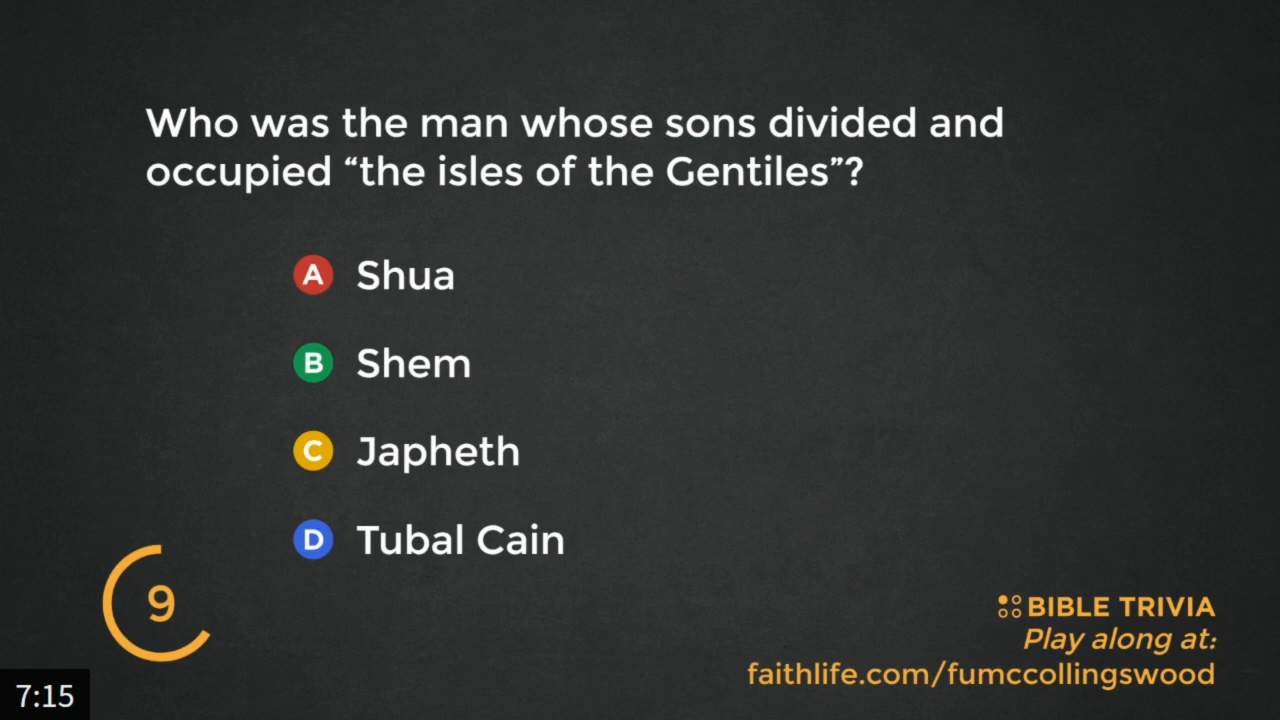 Who was the man whose sons divided and
occupied “the isles of the Gentiles”?
A Shua
B Shem
C Japheth
D Tubal Cain
9
BIBLE TRIVIA
Play along at:
faithlife.com/fumccollingswood
7:15